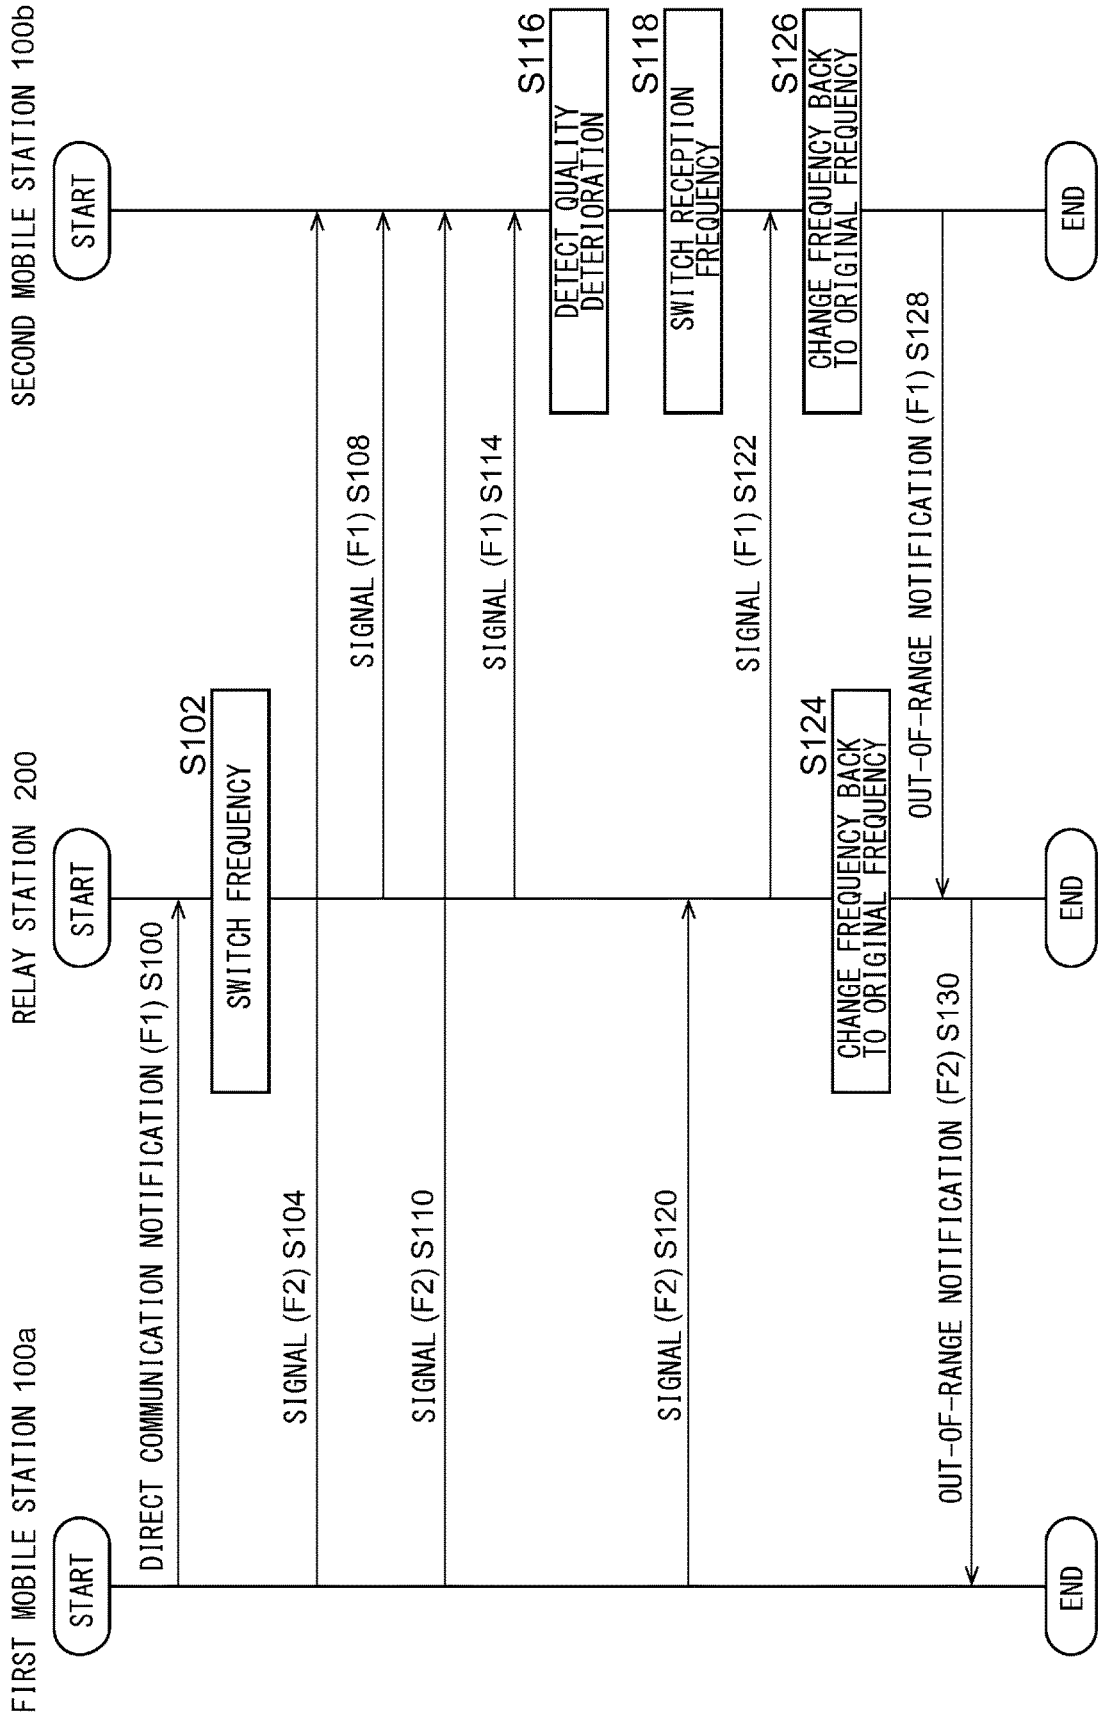 FIRST MOBILE STATION 100a
RELAY STATION 200
SECOND MOBILE STATION 100b
START
START
START
DIRECT COMMUNICATION NOTIFICATION (F1) S100
S102
SWITCH FREQUENCY
SIGNAL (F2) S104
SIGNAL (F1) S108
SIGNAL (F2) S110
SIGNAL (F1) S114
S116
DETECT QUALITY
DETERIORATION
S118
SWITCH RECEPTION
FREQUENCY
SIGNAL (F2) S120
SIGNAL (F1) S122
S124
CHANGE FREQUENCY BACK
TO ORIGINAL FREQUENCY
S126
CHANGE FREQUENCY BACK
TO ORIGINAL FREQUENCY
OUT-OF-RANGE NOTIFICATION (F1) S128
OUT-OF-RANGE NOTIFICATION (F2) S130
END
END
END